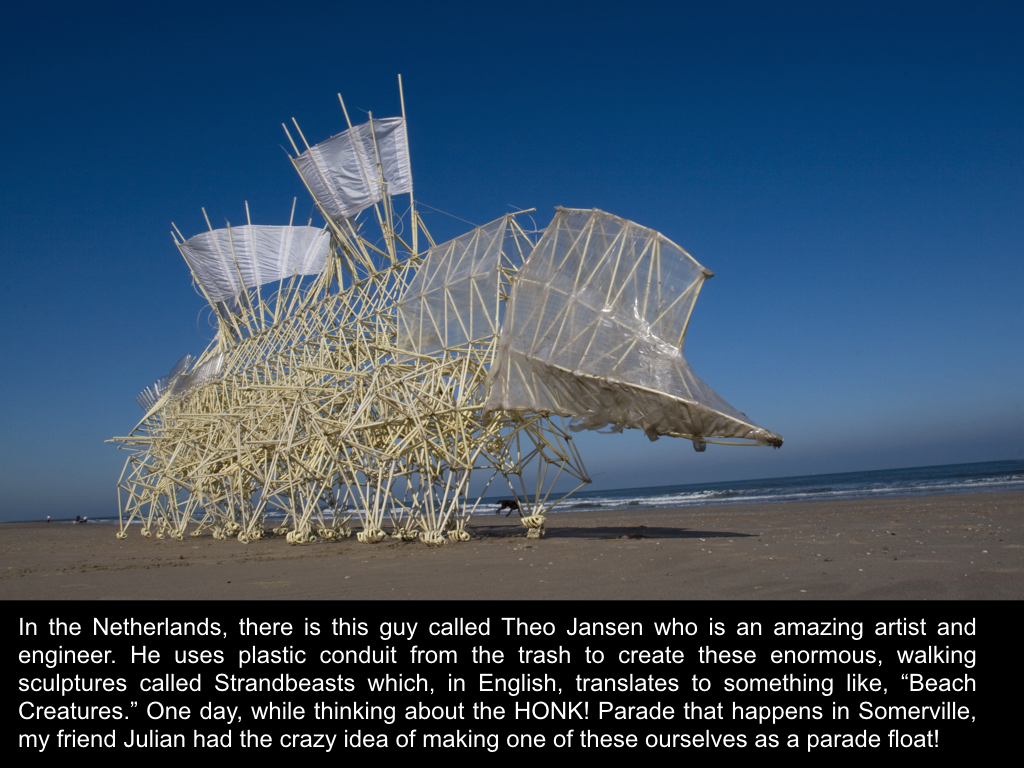 In the Netherlands, there is this guy called Theo Jansen who is an amazing artist and
engineer. He uses plastic conduit from the trash to create these enormous, walking
sculptures called Strandbeasts which, in English, translates to something like, “Beach
Creatures.” One day, while thinking about the HONK! Parade that happens in Somerville,
my friend Julian had the crazy idea of making one of these ourselves as a parade float!